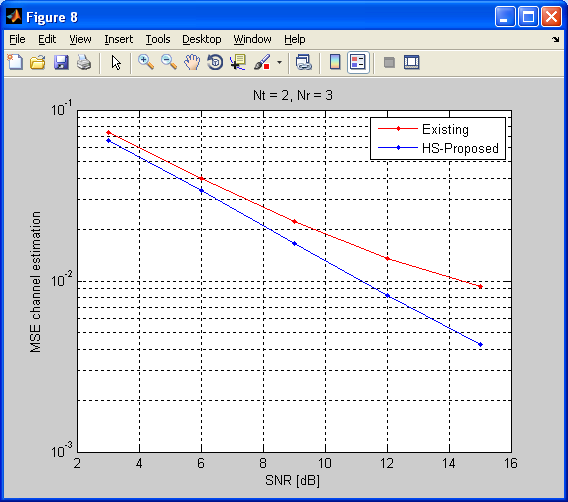 Figure 8
File Edit View Insert Tools Desktop Window Help
Nt = 2, Nr = 3
Existing
HS-Proposed
MSE channel estimation
10^-1
10^-2
10^-3
2 4 6 8 10 12 14 16
SNR [dB]